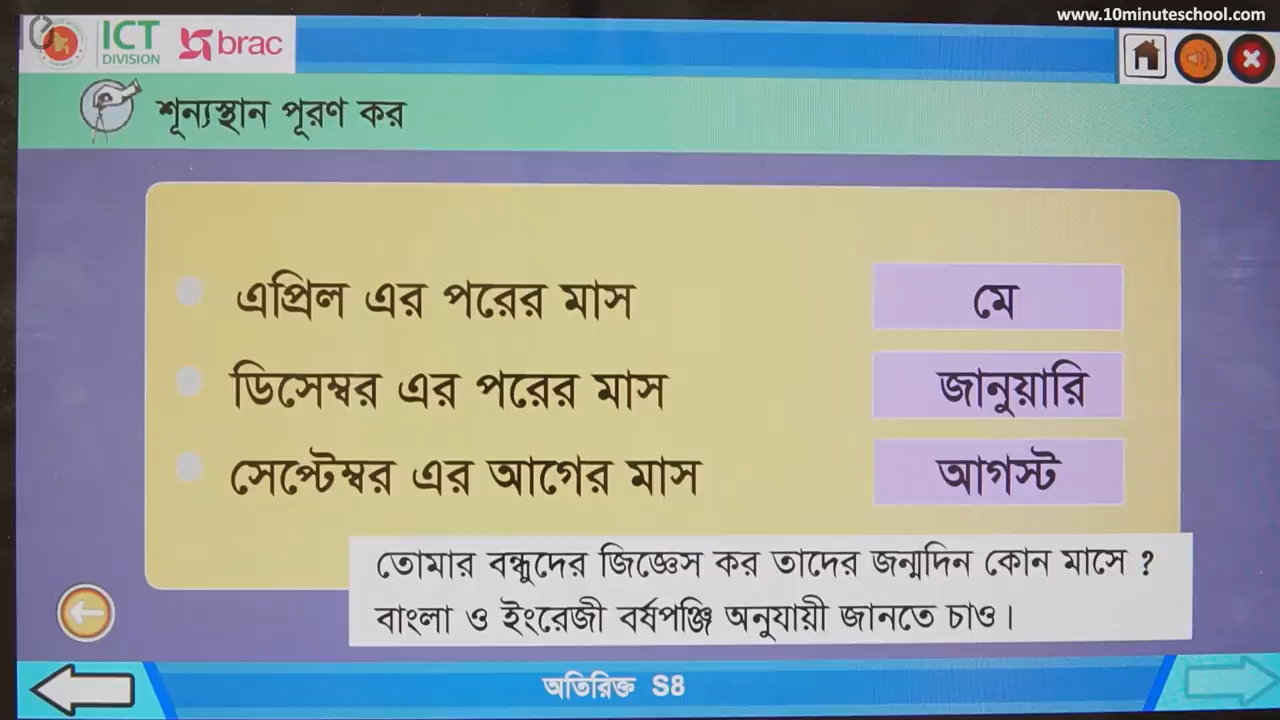 www.10minuteschool.com
ICT
DIVISION
brac
শূন্যস্থান পূরণ কর
এপ্রিল এর পরের মাস
মে
ডিসেম্বর এর পরের মাস
জানুয়ারি
সেপ্টেম্বর এর আগের মাস
আগস্ট
তোমার বন্ধুদের জিজ্ঞেস কর তাদের জন্মদিন কোন মাসে ?
বাংলা ও ইংরেজী বর্ষপঞ্জি অনুযায়ী জানতে চাও।
অতিরিক্ত S8